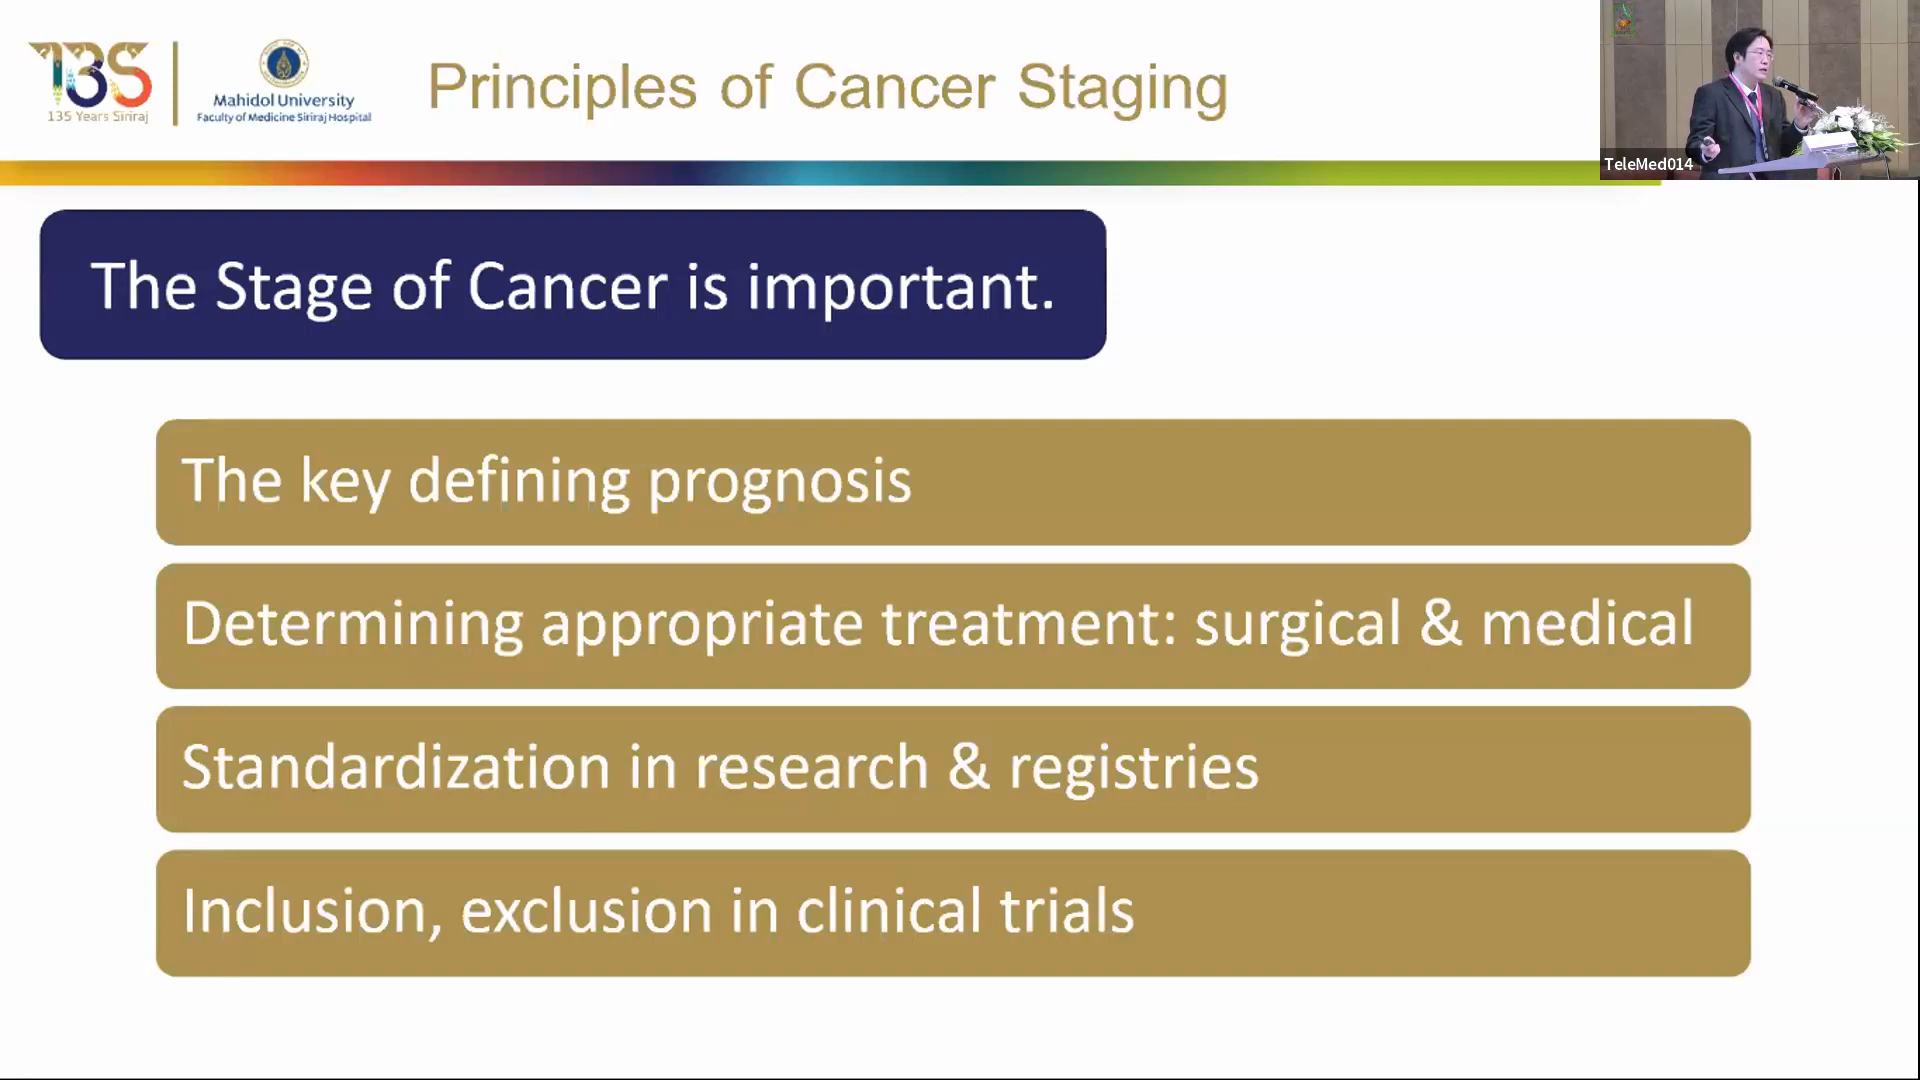 135
135 Years Siriraj
Mahidol University
Faculty of Medicine Siriraj Hospital
Principles of Cancer Staging
TeleMed014
The Stage of Cancer is important.
The key defining prognosis
Determining appropriate treatment: surgical & medical
Standardization in research & registries
Inclusion, exclusion in clinical trials